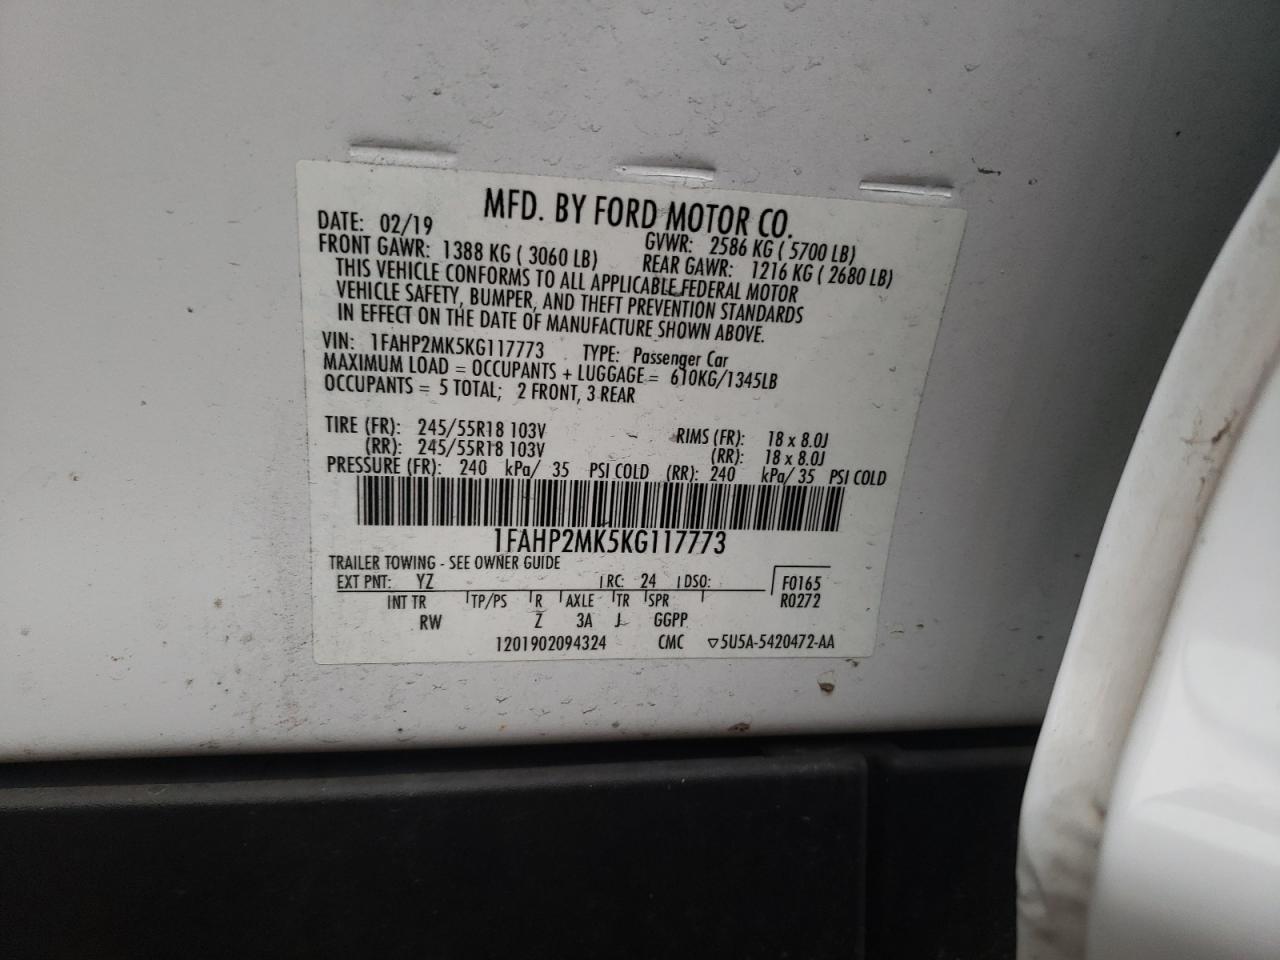 MFD. BY FORD MOTOR CO.
DATE: 02/19 GVWR: 2586 KG ( 5700 LB)
FRONT GAWR: 1388 KG ( 3060 LB) REAR GAWR: 1216 KG ( 2680 LB)
THIS VEHICLE CONFORMS TO ALL APPLICABLE FEDERAL MOTOR
VEHICLE SAFETY, BUMPER, AND THEFT PREVENTION STANDARDS
IN EFFECT ON THE DATE OF MANUFACTURE SHOWN ABOVE.
VIN: 1FAHP2MK5KG117773 TYPE: Passenger Car
MAXIMUM LOAD = OCCUPANTS + LUGGAGE = 610KG/1345LB
OCCUPANTS = 5 TOTAL; 2 FRONT, 3 REAR
TIRE (FR): 245/55R18 103V RIMS (FR): 18 x 8.0J
(RR): 245/55R18 103V (RR): 18 x 8.0J
PRESSURE (FR): 240 kPa/ 35 PSI COLD (RR): 240 kPa/ 35 PSI COLD
1FAHP2MK5KG117773
TRAILER TOWING - SEE OWNER GUIDE
EXT PNT: YZ RC: 24 DSO: F0165
INT TR TP/PS R AXLE TR SPR R0272
RW Z 3A J GGPP
1201902094324 CMC ▽5U5A-5420472-AA